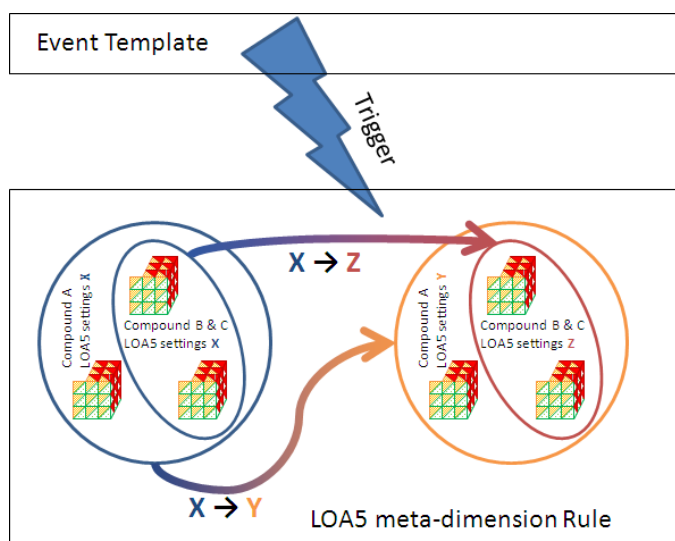 Event Template
Trigger
X → Z
Compound A
LOA5 settings X
Compound B & C
LOA5 settings X
Compound A
LOA5 settings Y
Compound B & C
LOA5 settings Z
X → Y
LOA5 meta-dimension Rule